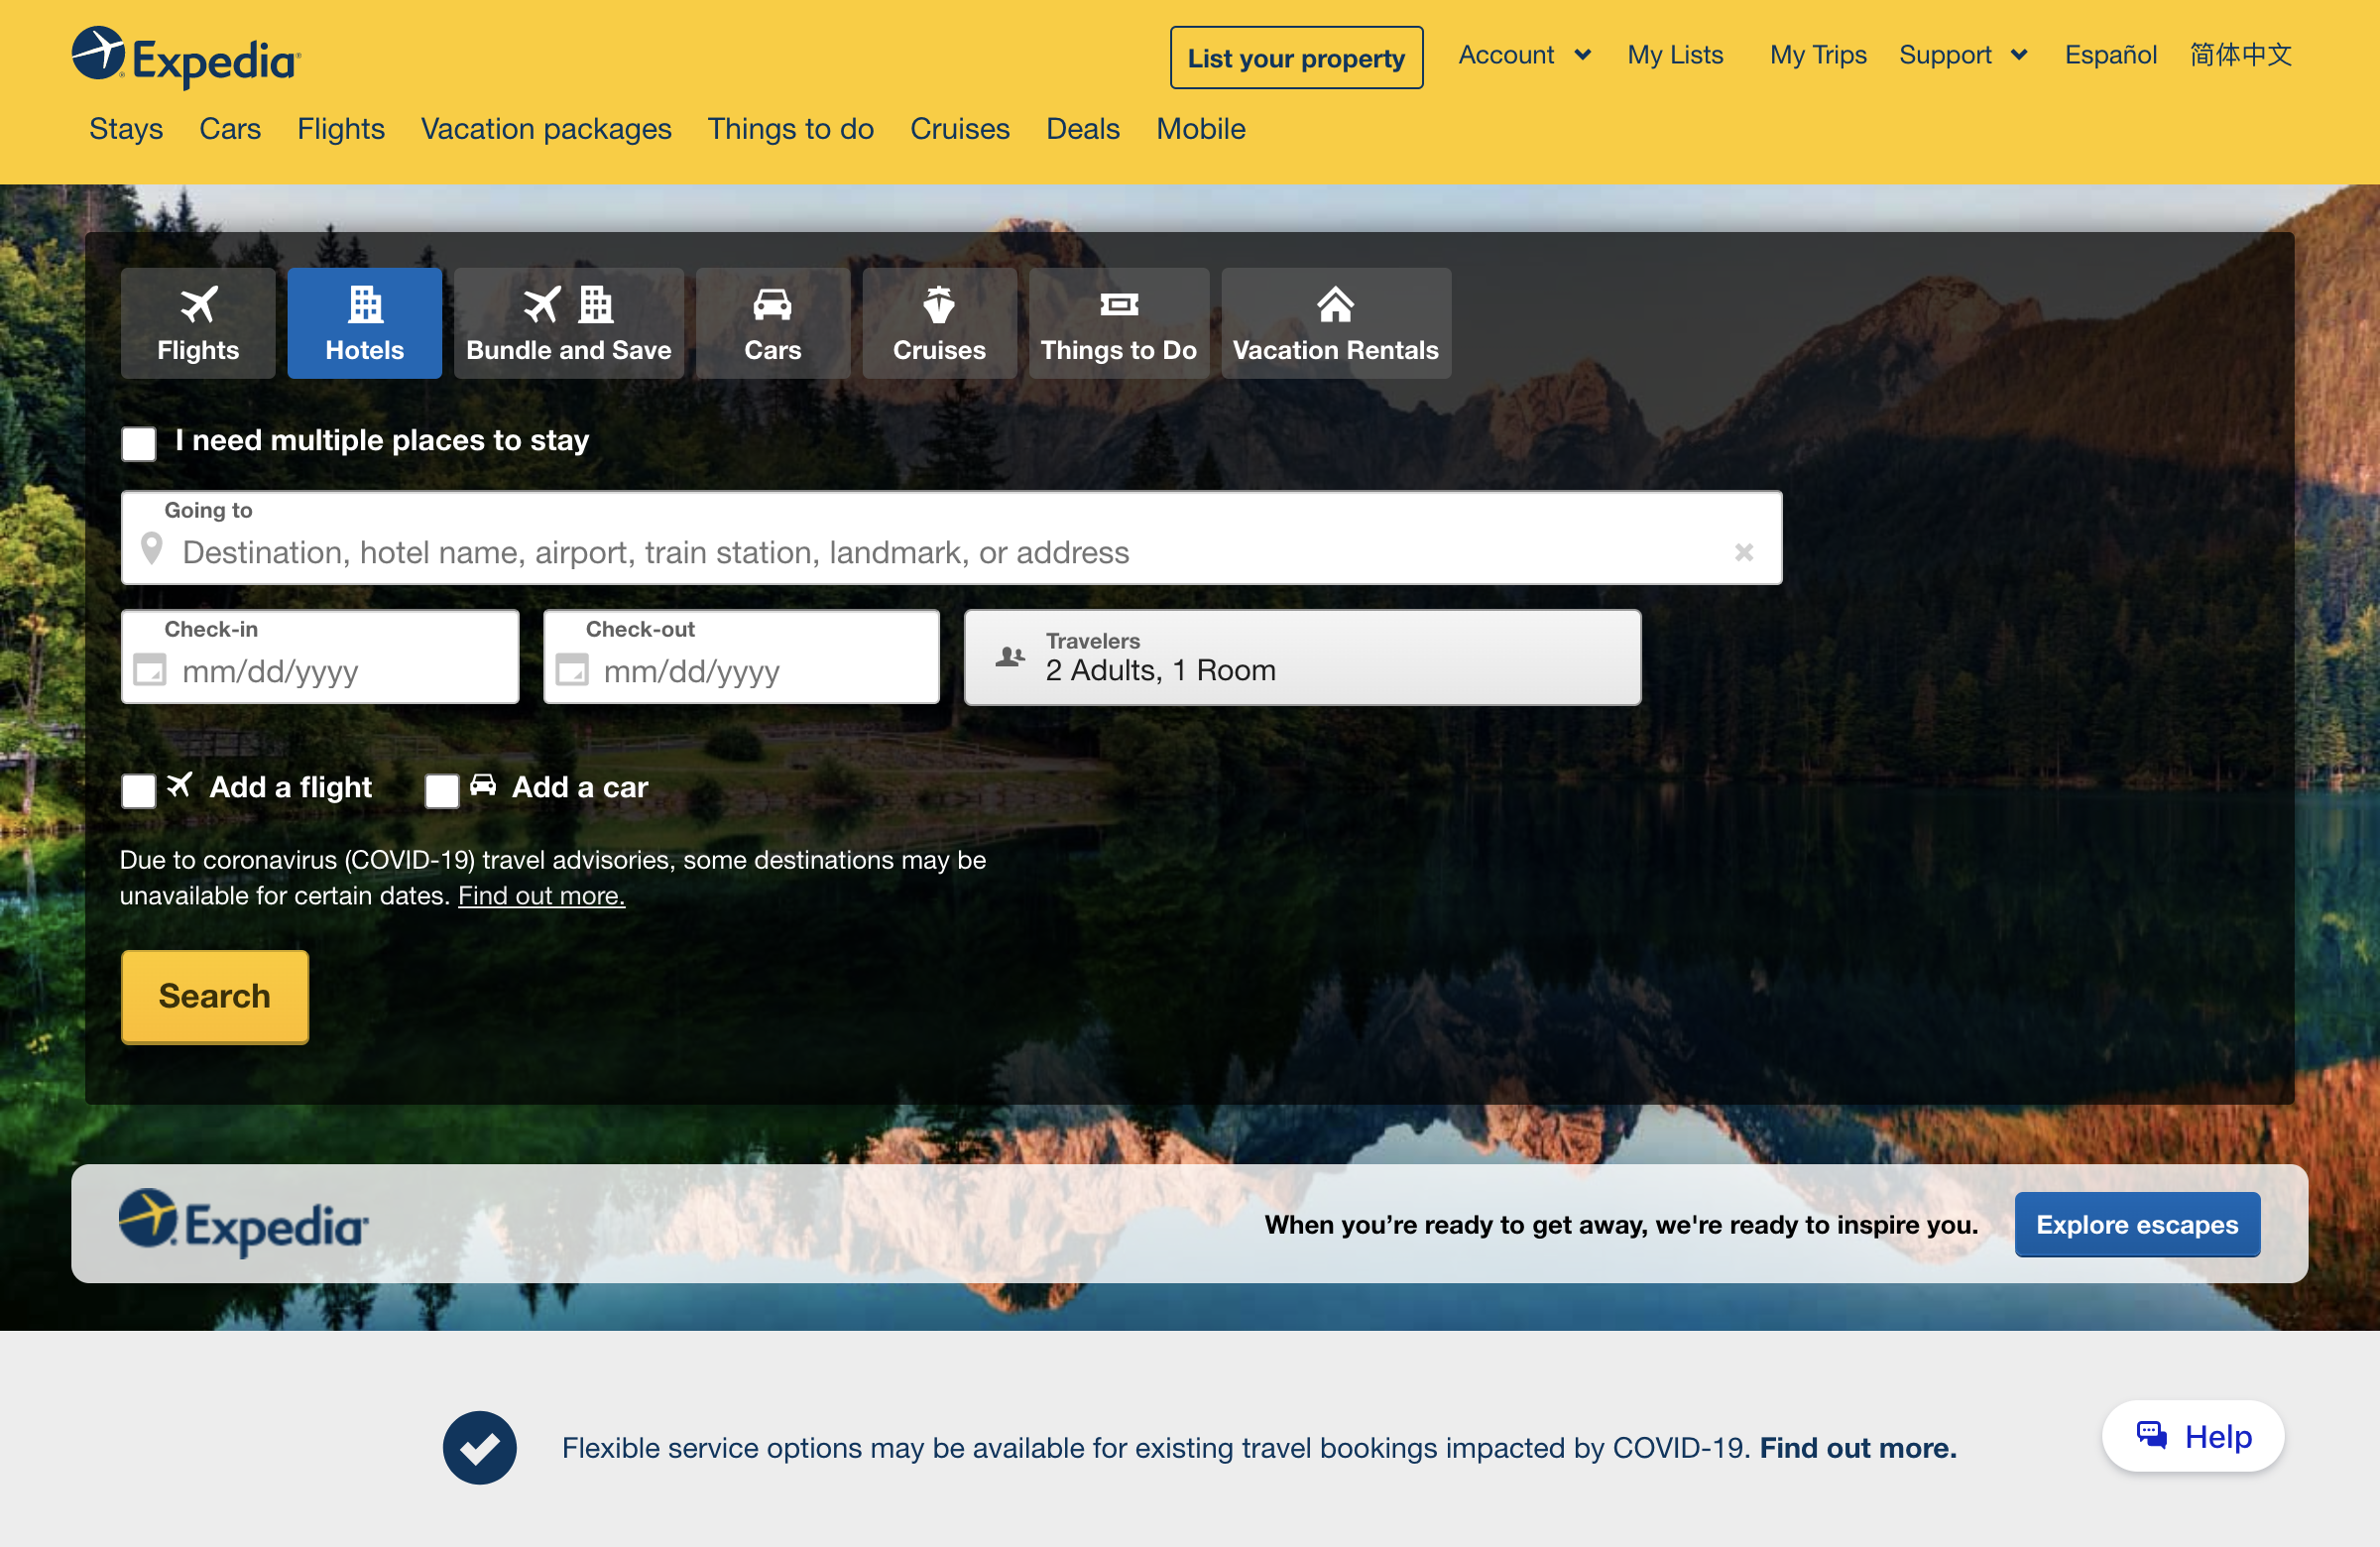 Expedia
List your property
Account
My Lists
My Trips
Support
Español
简体中文
Stays
Cars
Flights
Vacation packages
Things to do
Cruises
Deals
Mobile
Flights
Hotels
Bundle and Save
Cars
Cruises
Things to Do
Vacation Rentals
I need multiple places to stay
Going to
Destination, hotel name, airport, train station, landmark, or address
Check-in
mm/dd/yyyy
Check-out
mm/dd/yyyy
Travelers
2 Adults, 1 Room
Add a flight
Add a car
Due to coronavirus (COVID-19) travel advisories, some destinations may be
unavailable for certain dates. Find out more.
Search
Expedia
When you’re ready to get away, we're ready to inspire you.
Explore escapes
Flexible service options may be available for existing travel bookings impacted by COVID-19. Find out more.
Help